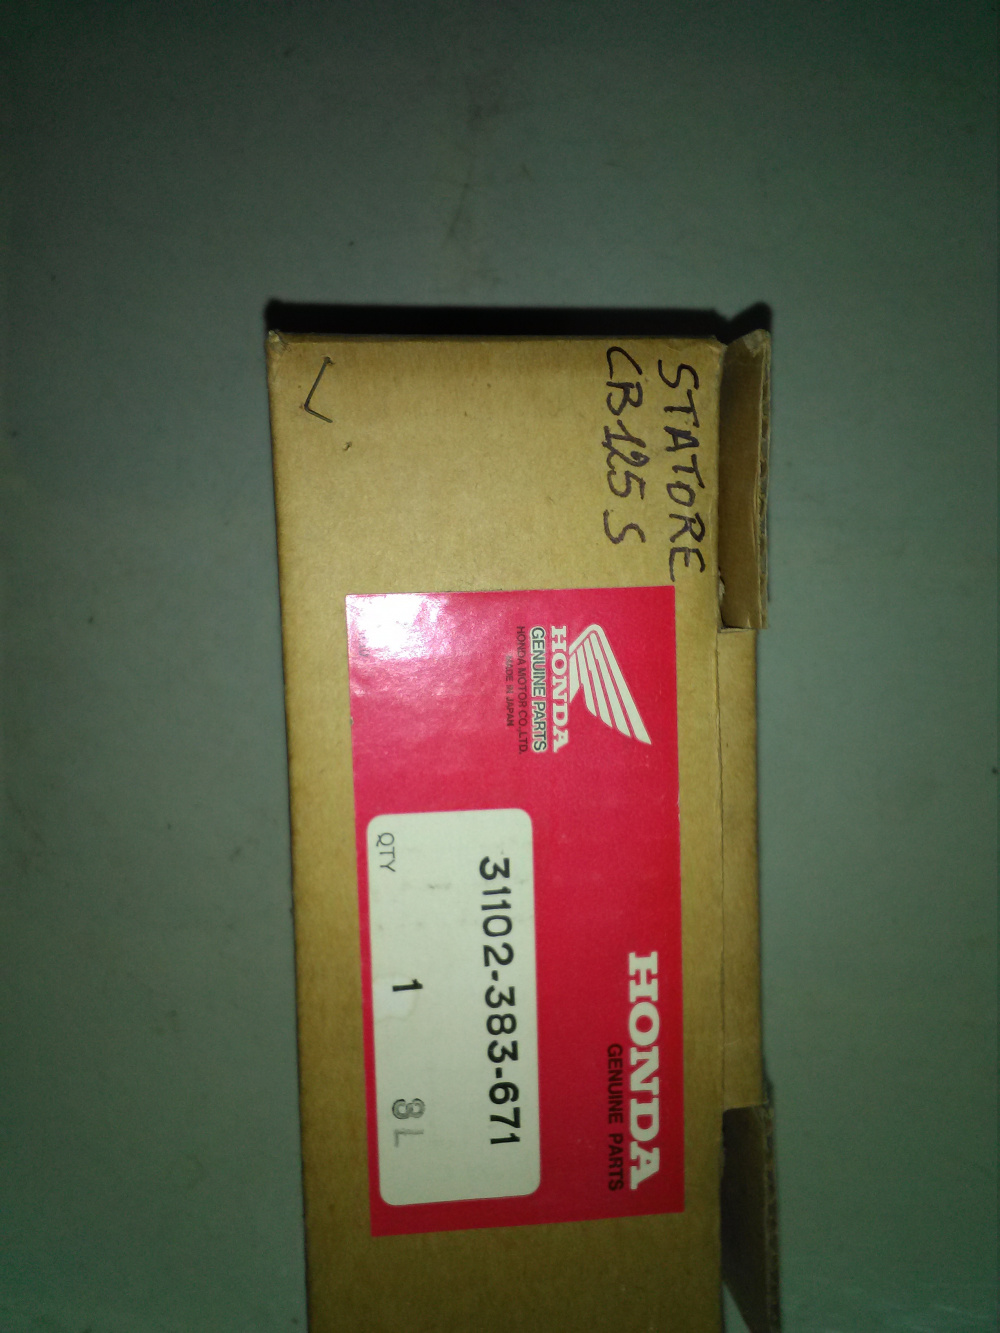 STATORE
CB125 S
HONDA
GENUINE PARTS
HONDA MOTOR CO.,LTD.
MADE IN JAPAN
HONDA
GENUINE PARTS
31102-383-671
QTY
1